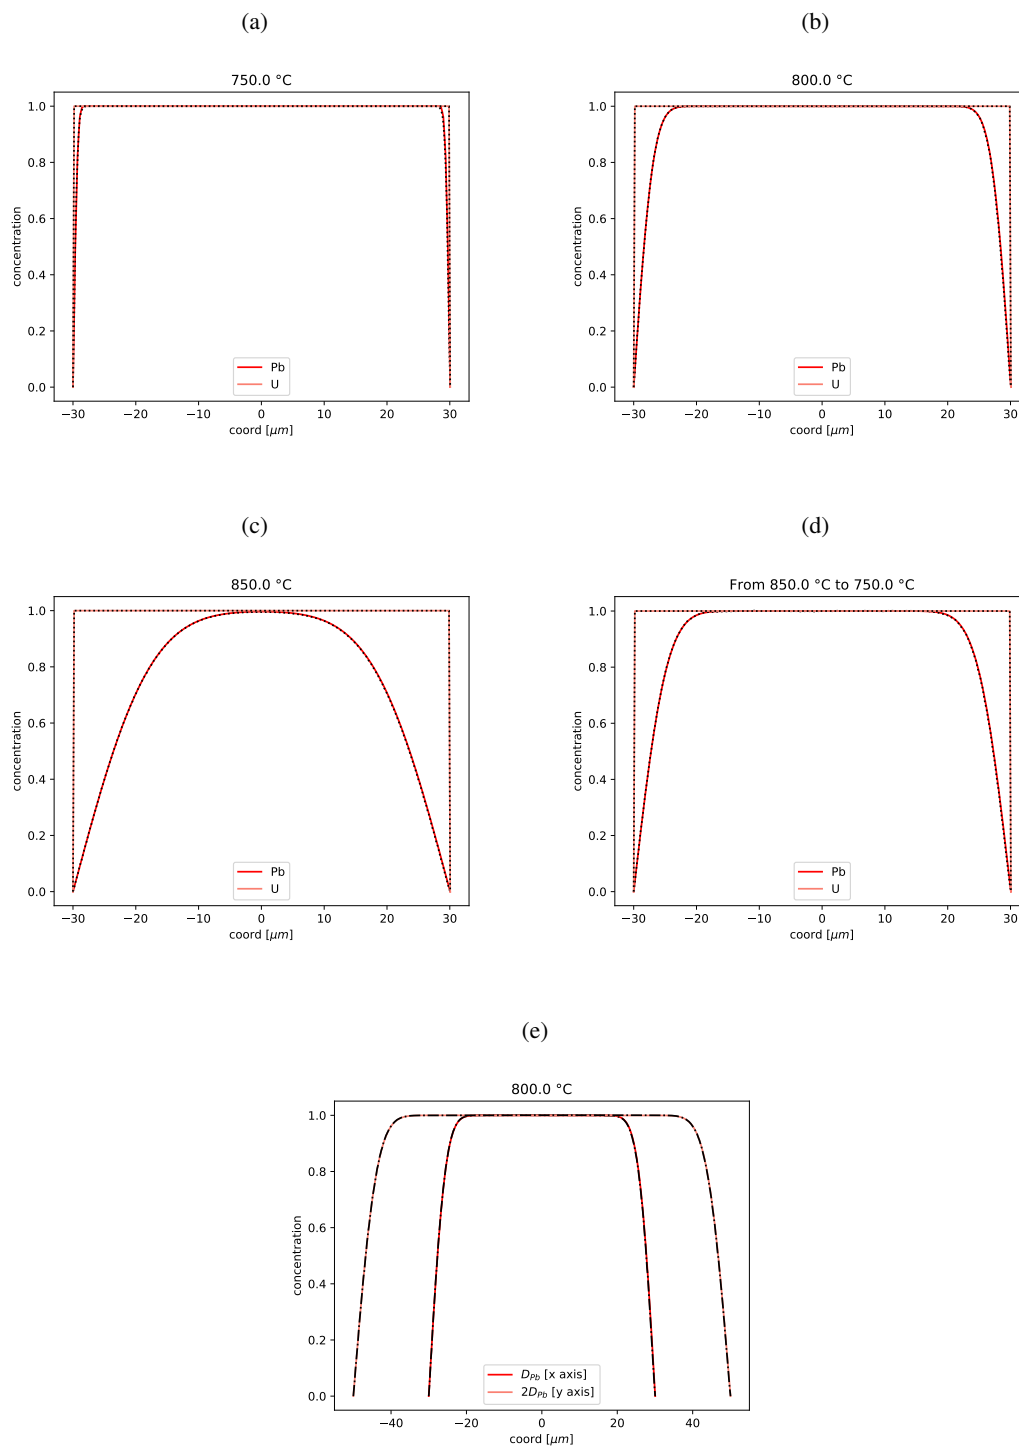 (a)
750.0 °C
1.0
0.8
0.6
0.4
0.2
0.0
concentration
Pb
U
−30 −20 −10 0 10 20 30
coord [μm]
(b)
800.0 °C
1.0
0.8
0.6
0.4
0.2
0.0
concentration
Pb
U
−30 −20 −10 0 10 20 30
coord [μm]
(c)
850.0 °C
1.0
0.8
0.6
0.4
0.2
0.0
concentration
Pb
U
−30 −20 −10 0 10 20 30
coord [μm]
(d)
From 850.0 °C to 750.0 °C
1.0
0.8
0.6
0.4
0.2
0.0
concentration
Pb
U
−30 −20 −10 0 10 20 30
coord [μm]
(e)
800.0 °C
1.0
0.8
0.6
0.4
0.2
0.0
concentration
D_Pb [x axis]
2D_Pb [y axis]
−40 −20 0 20 40
coord [μm]